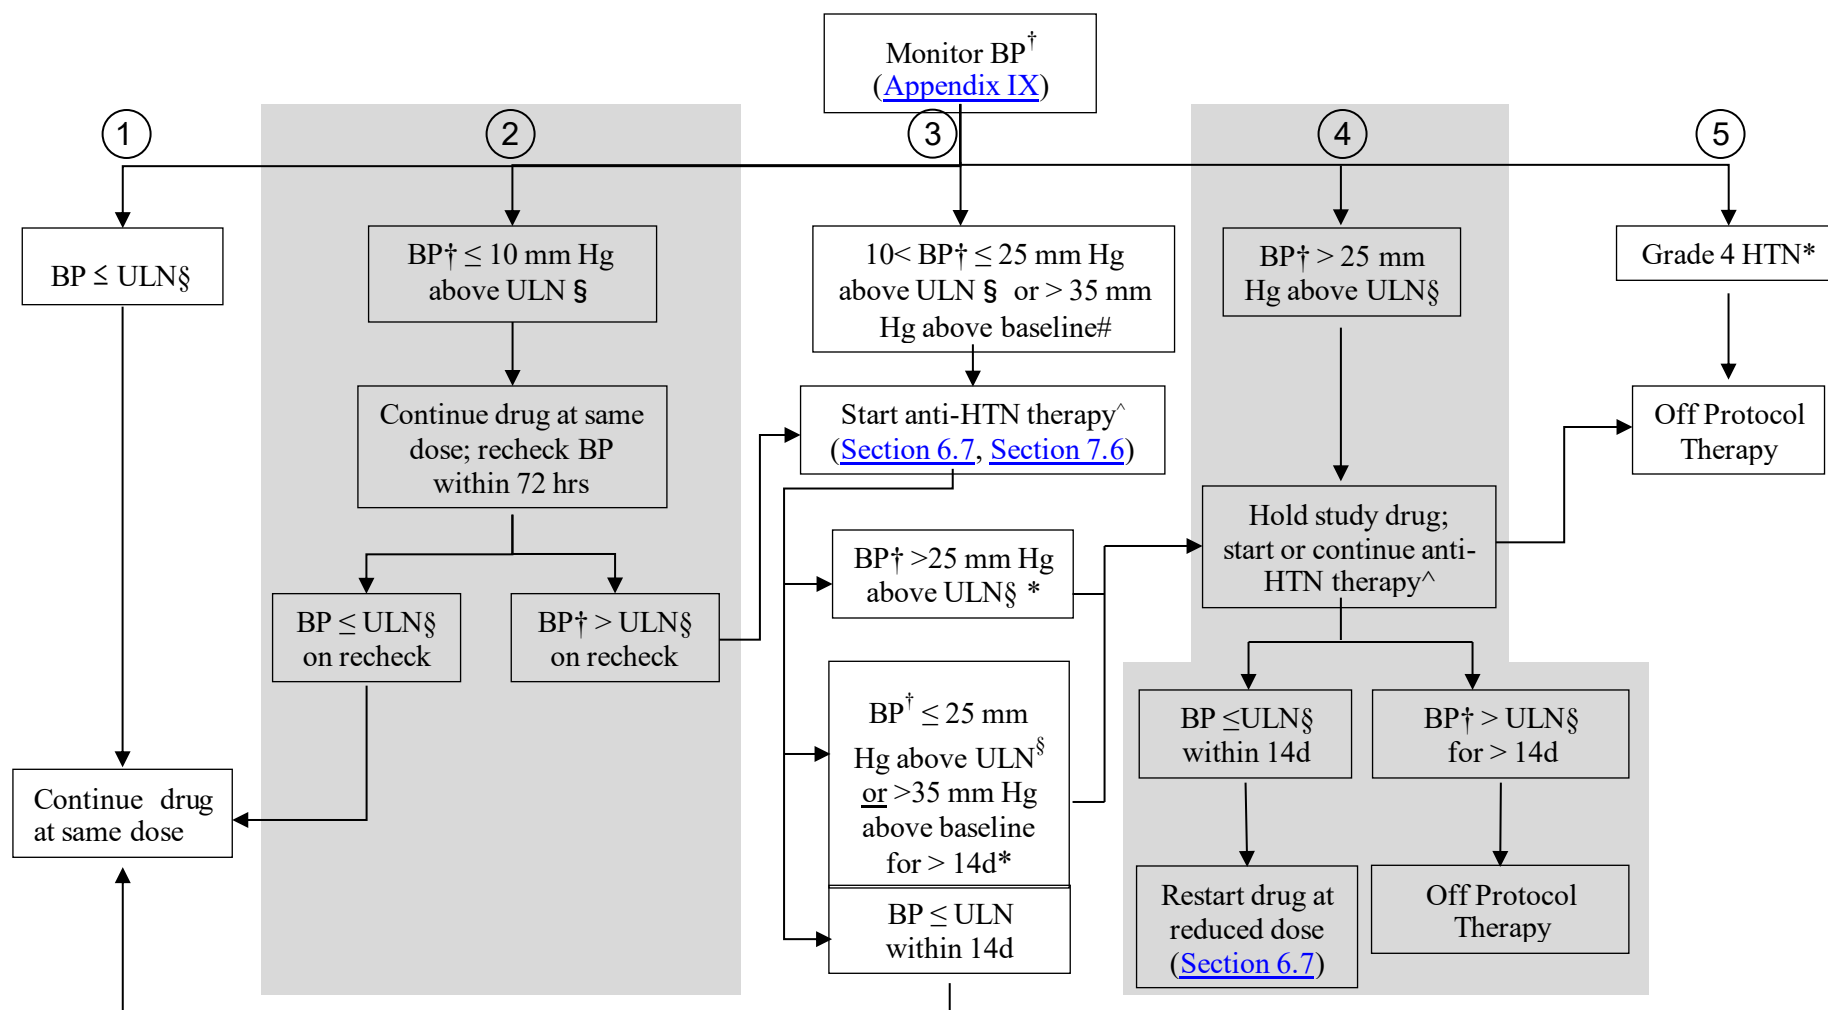 Monitor BP†
(Appendix IX)
1
2
3
4
5
BP ≤ ULN§
BP† ≤ 10 mm Hg
above ULN §
10< BP† ≤ 25 mm Hg
above ULN § or > 35 mm
Hg above baseline#
BP† > 25 mm
Hg above ULN§
Grade 4 HTN*
Continue drug at same
dose; recheck BP
within 72 hrs
Start anti-HTN therapy^
(Section 6.7, Section 7.6)
Off Protocol
Therapy
Hold study drug;
start or continue anti-
HTN therapy^
BP† >25 mm Hg
above ULN§ *
BP ≤ ULN§
on recheck
BP† > ULN§
on recheck
BP† ≤ 25 mm
Hg above ULN§
or >35 mm Hg
above baseline
for > 14d*
BP ≤ULN§
within 14d
BP† > ULN§
for > 14d
Continue drug
at same dose
BP ≤ ULN
within 14d
Restart drug at
reduced dose
(Section 6.7)
Off Protocol
Therapy